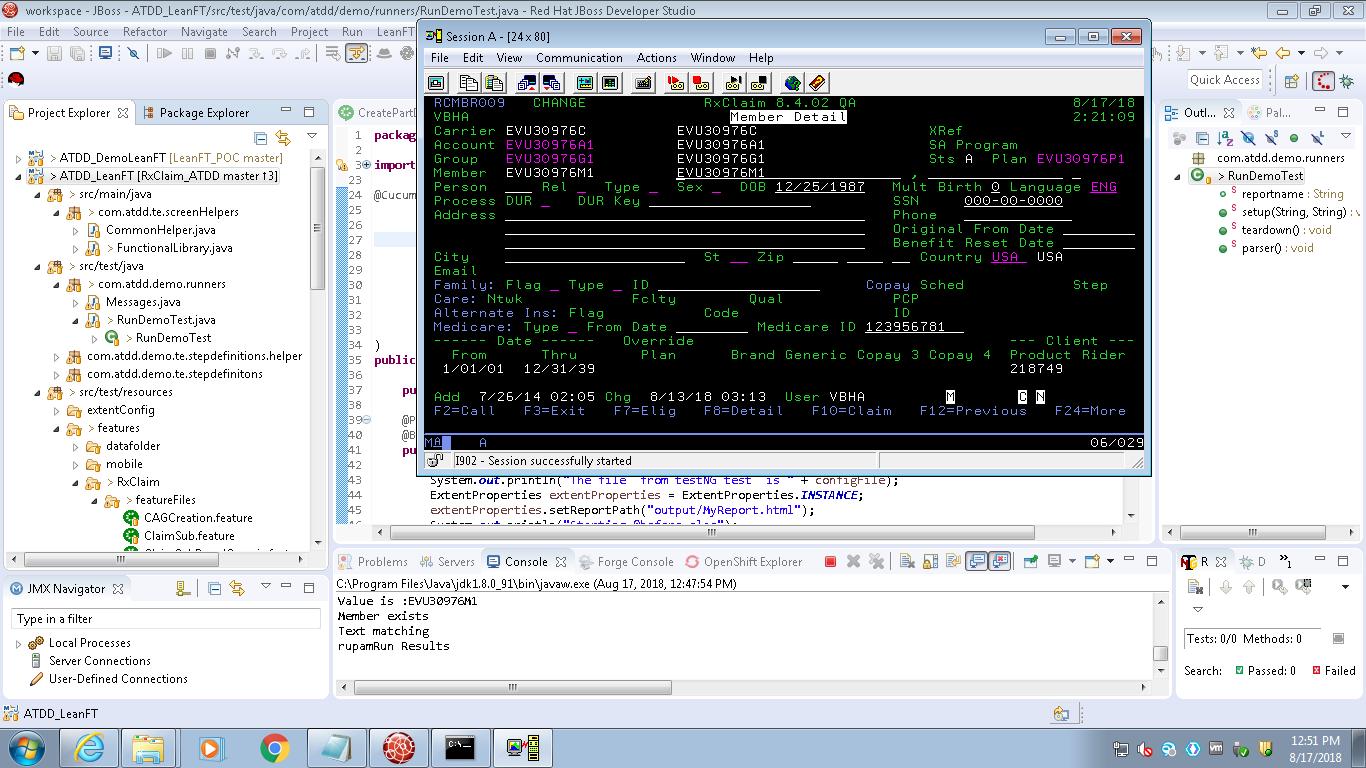 workspace - JBoss - ATDD_LeanFT/src/test/java/com/atdd/demo/runners/RunDemoTest.java - Red Hat JBoss Developer Studio
File Edit Source Refactor Navigate Search Project Run LeanFT
Quick Access
Project Explorer Package Explorer
> ATDD_DemoLeanFT [LeanFT_POC master]
> ATDD_LeanFT [RxClaim_ATDD master ↑3]
> src/main/java
> com.atdd.te.screenHelpers
CommonHelper.java
> FunctionalLibrary.java
> src/test/java
> com.atdd.demo.runners
Messages.java
> RunDemoTest.java
> RunDemoTest
com.atdd.demo.te.stepdefinitions.helper
com.atdd.demo.te.stepdefinitons
> src/test/resources
extentConfig
> features
datafolder
mobile
> RxClaim
> featureFiles
CAGCreation.feature
ClaimSub.feature
JMX Navigator
Type in a filter
Local Processes
Server Connections
User-Defined Connections
CreatePartD
1 packag
3 import
23
24 @Cucum
25
26
27
28
29
30
31
32
33
34 )
35 public
36
37 pu
38
39 @P
40 @B
41 pu
42
43 System.out.println("The file from testNG test is " + configFile);
44 ExtentProperties extentProperties = ExtentProperties.INSTANCE;
45 extentProperties.setReportPath("output/MyReport.html");
46
Session A - [24 x 80]
File Edit View Communication Actions Window Help
RCMBR009 CHANGE RxClaim 8.4.02 QA 8/17/18
VBHA Member Detail 2:21:09
Carrier EVU30976C EVU30976C XRef
Account EVU30976A1 EVU30976A1 SA Program
Group EVU30976G1 EVU30976G1 Sts A Plan EVU30976P1
Member EVU30976M1 EVU30976M1 ,
Person Rel Type Sex DOB 12/25/1987 Mult Birth 0 Language ENG
Process DUR DUR Key SSN 000-00-0000
Address Phone
Original From Date
Benefit Reset Date
City St Zip Country USA USA
Email
Family: Flag Type ID Copay Sched Step
Care: Ntwk Fclty Qual PCP
Alternate Ins: Flag Code ID
Medicare: Type From Date Medicare ID 123956781
------ Date ------ Override --- Client ---
From Thru Plan Brand Generic Copay 3 Copay 4 Product Rider
1/01/01 12/31/39 218749
Add 7/26/14 02:05 Chg 8/13/18 03:13 User VBHA M C N
F2=Call F3=Exit F7=Elig F8=Detail F10=Claim F12=Previous F24=More
MA A 06/029
I902 - Session successfully started
Outl... Pal...
com.atdd.demo.runners
> RunDemoTest
reportname : String
setup(String, String) : v
teardown() : void
parser() : void
Problems Servers Console Forge Console OpenShift Explorer
C:\Program Files\Java\jdk1.8.0_91\bin\javaw.exe (Aug 17, 2018, 12:47:54 PM)
Value is :EVU30976M1
Member exists
Text matching
rupamRun Results
R D »1
Tests: 0/0 Methods: 0
Search: Passed: 0 Failed
ATDD_LeanFT
12:51 PM
8/17/2018